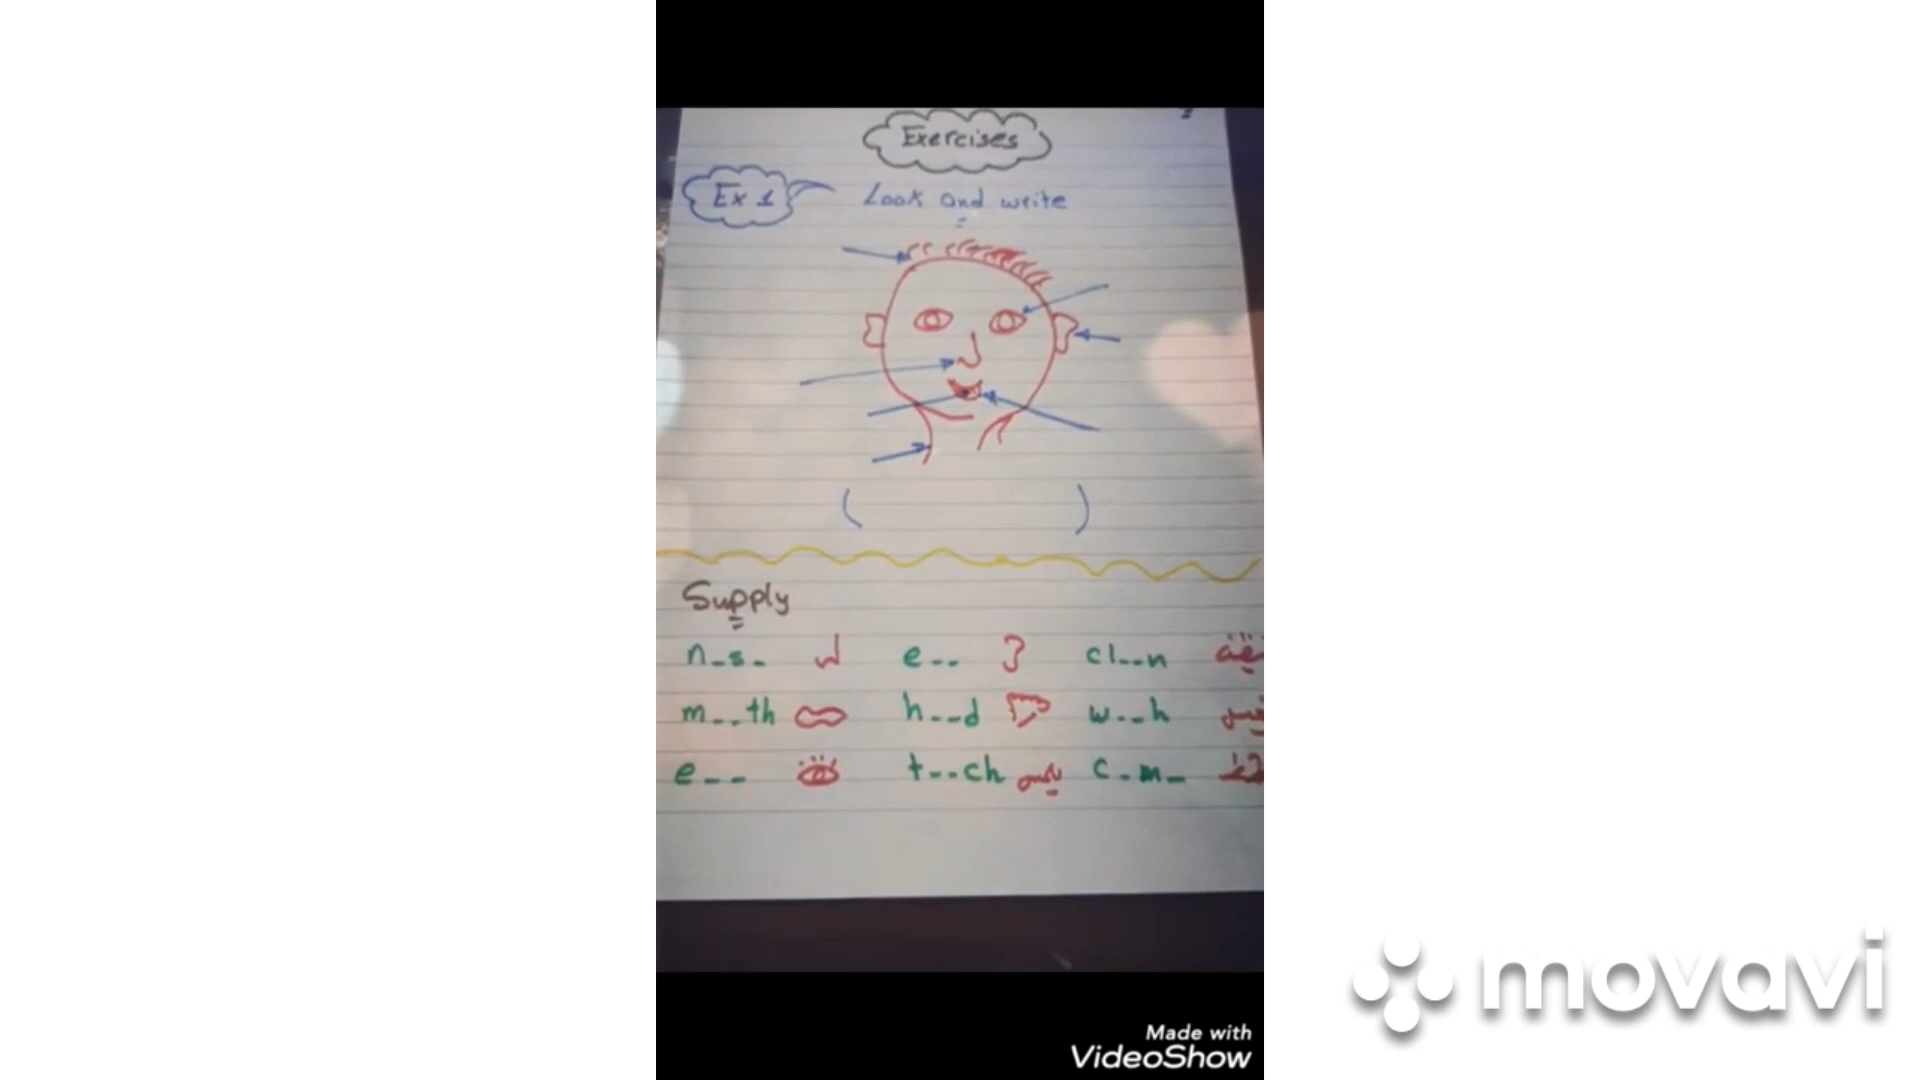 Exercises
Ex 1 Look and write
( )
Supply
n_s_ e__ cl__n
m__th h__d w__h
e__ t__ch يلمس c_m_
movavi
Made with
VideoShow